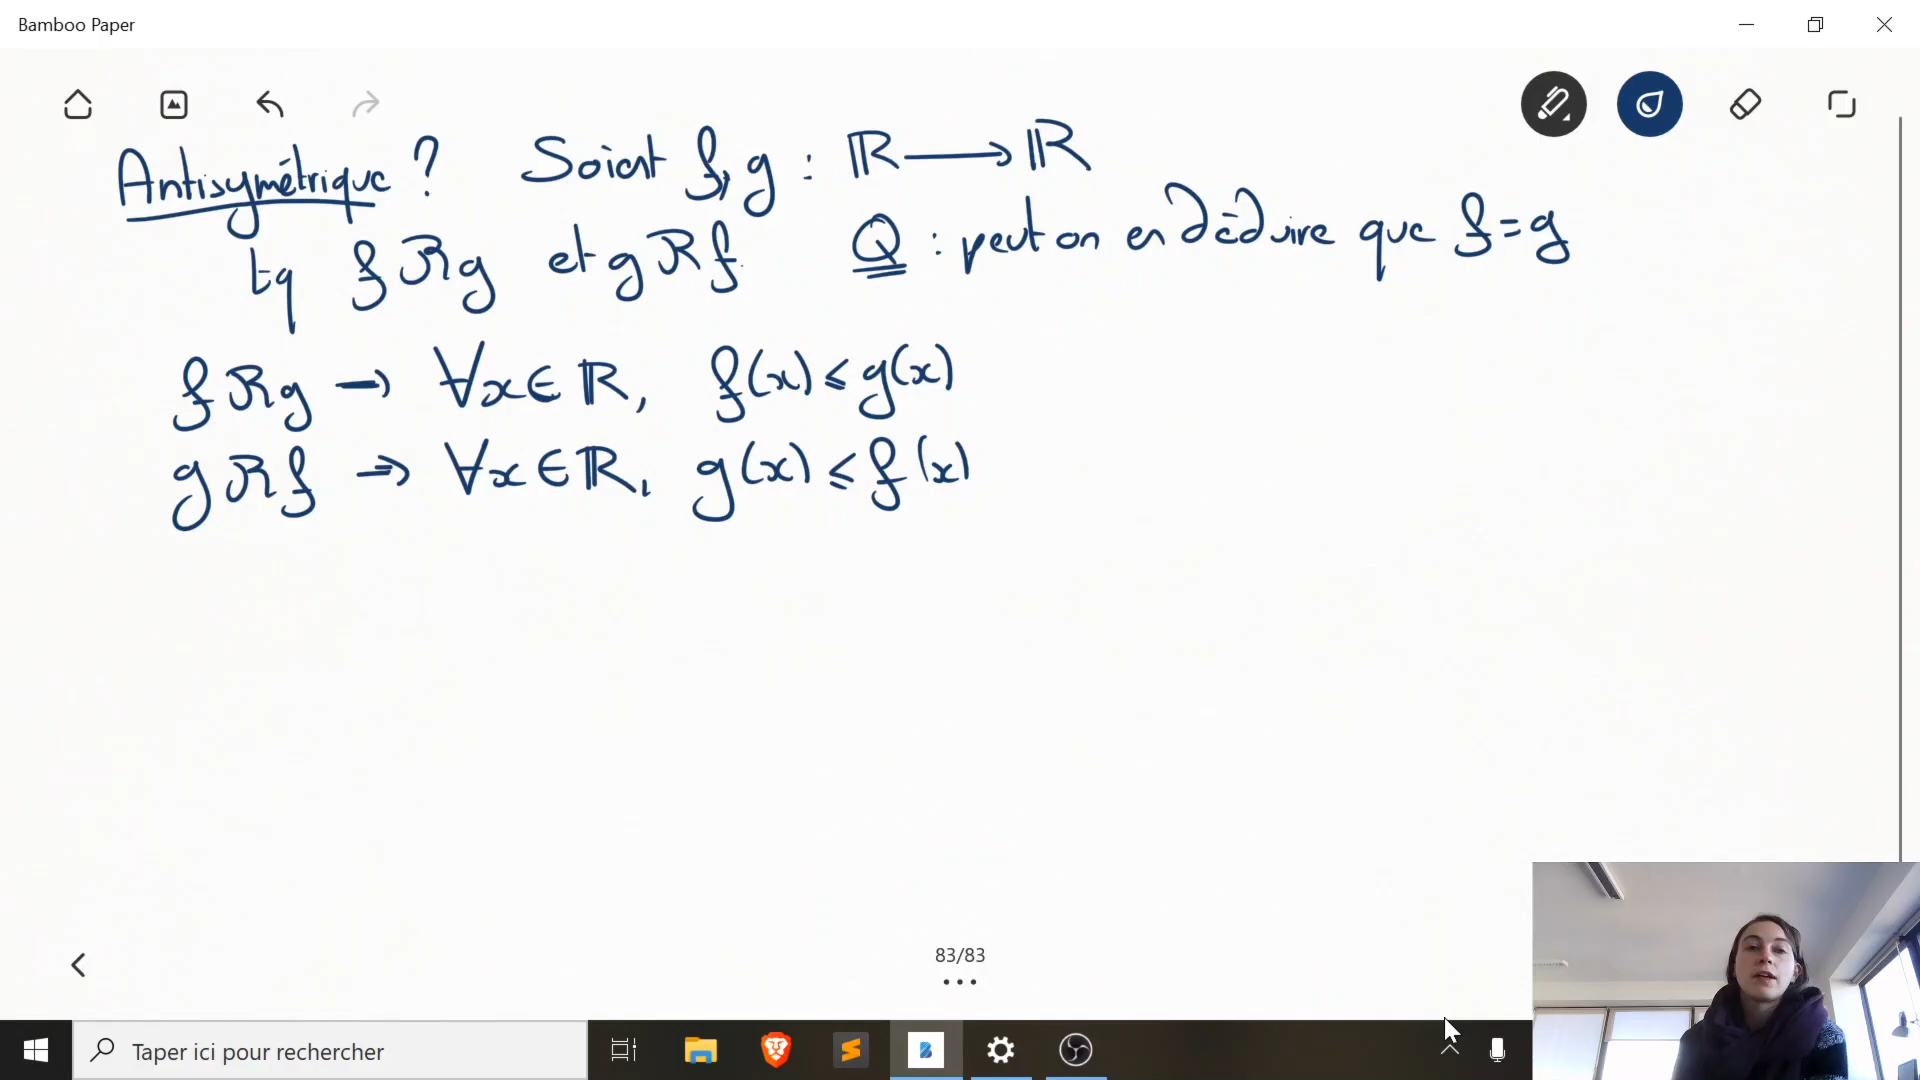 Bamboo Paper
Antisymétrique ? Soient f, g : ℝ → ℝ
tq f ℛ g et g ℛ f. Q : peut on en déduire que f = g
f ℛ g → ∀x ∈ ℝ, f(x) ≤ g(x)
g ℛ f → ∀x ∈ ℝ, g(x) ≤ f(x)
83/83
Taper ici pour rechercher